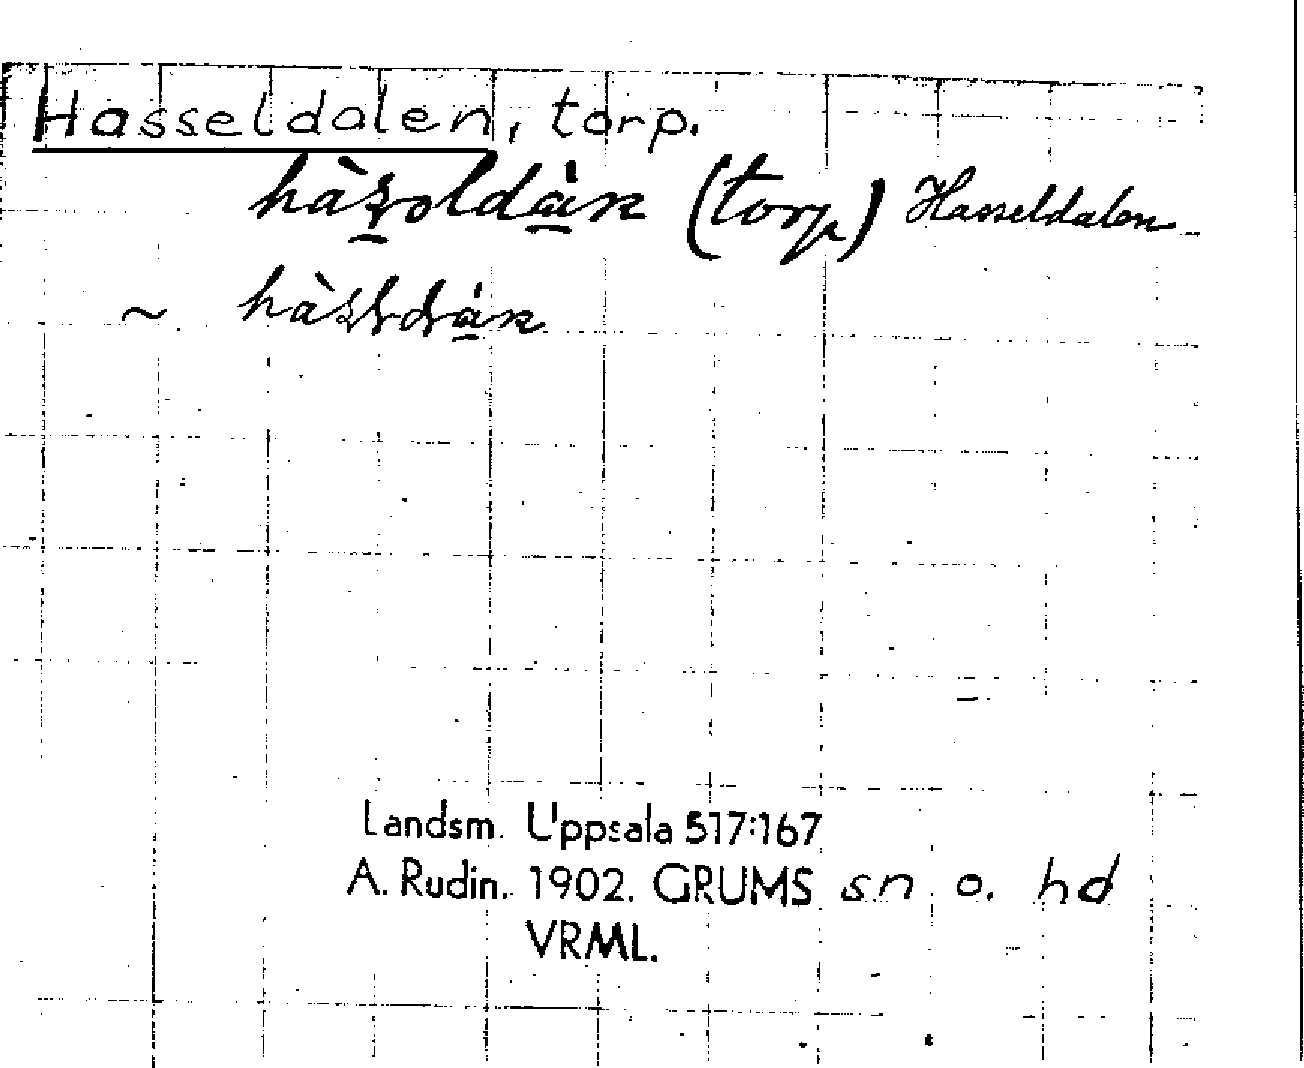 Hasseldalen, torp.
(torp) Hasseldalen
~
Landsm. Uppsala 517:167
A. Rudin. 1902. GRUMS sn o. hd
VRML.